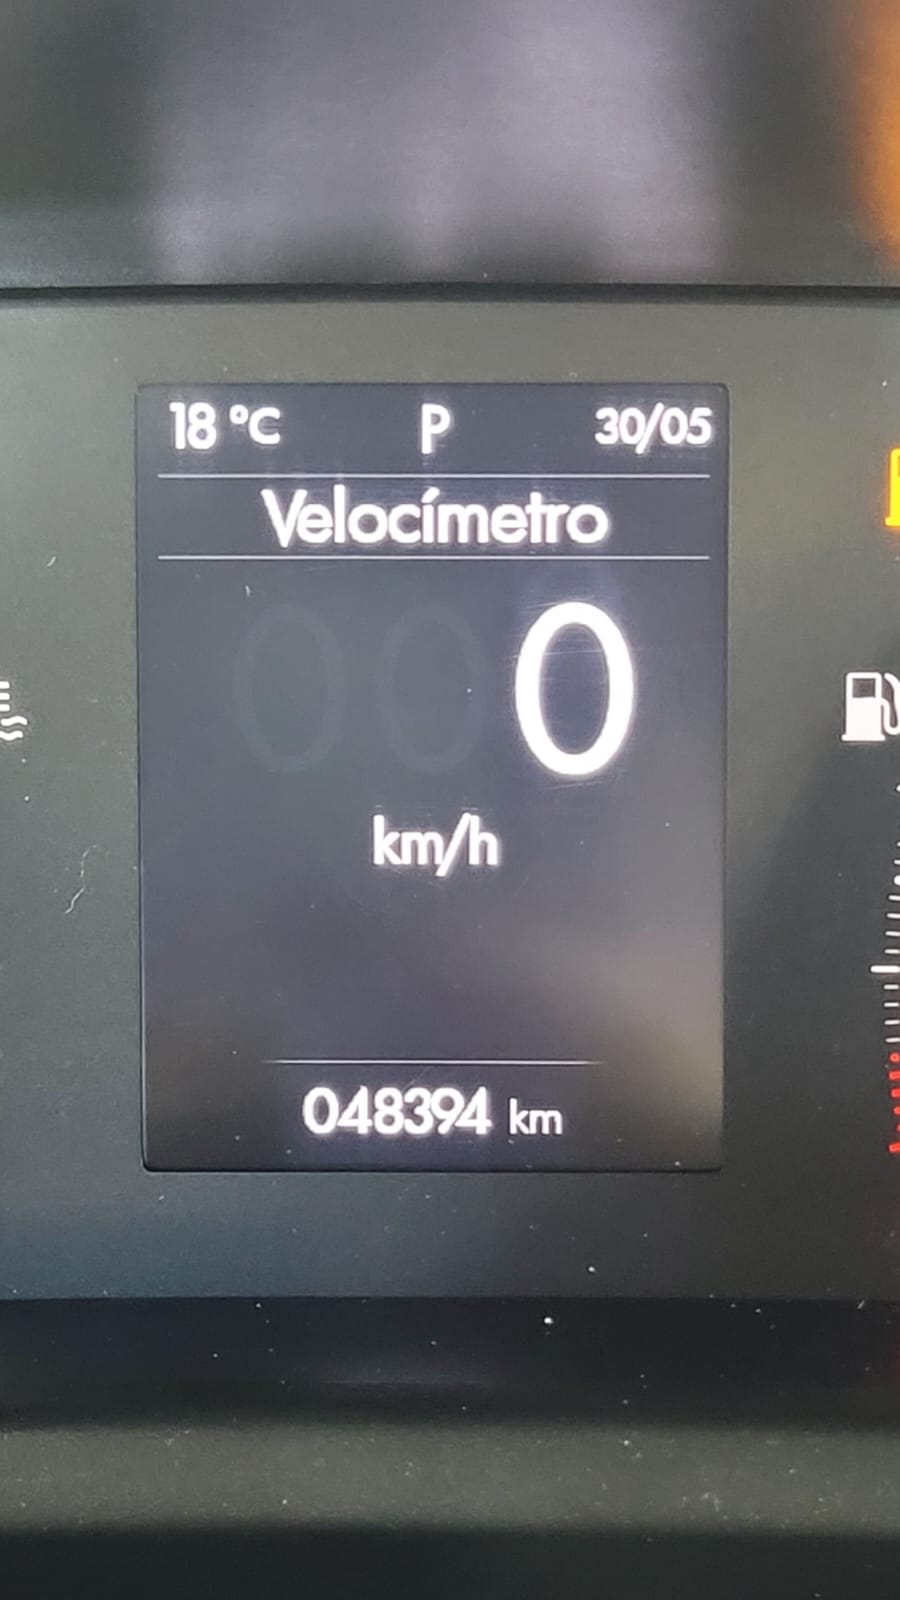 18 °C P 30/05
Velocímetro
0
km/h
048394 km